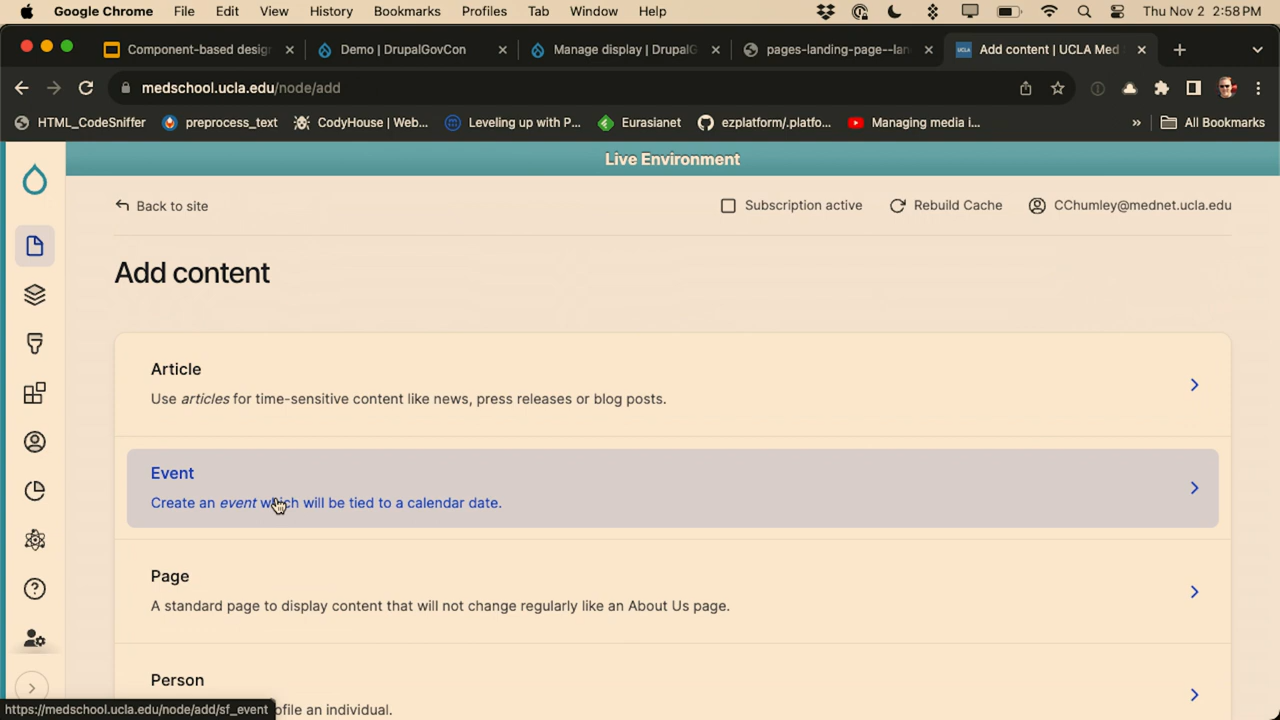 Google Chrome File Edit View History Bookmarks Profiles Tab Window Help Thu Nov 2 2:58 PM
Component-based desig Demo | DrupalGovCon Manage display | DrupalG pages-landing-page--lan UCLA Add content | UCLA Med
medschool.ucla.edu/node/add
HTML_CodeSniffer preprocess_text CodyHouse | Web... Leveling up with P... Eurasianet ezplatform/.platfo... Managing media i... » All Bookmarks
Live Environment
Back to site Subscription active Rebuild Cache CChumley@mednet.ucla.edu
Add content
Article
Use articles for time-sensitive content like news, press releases or blog posts.
Event
Create an event which will be tied to a calendar date.
Page
A standard page to display content that will not change regularly like an About Us page.
Person
ofile an individual.
https://medschool.ucla.edu/node/add/sf_event